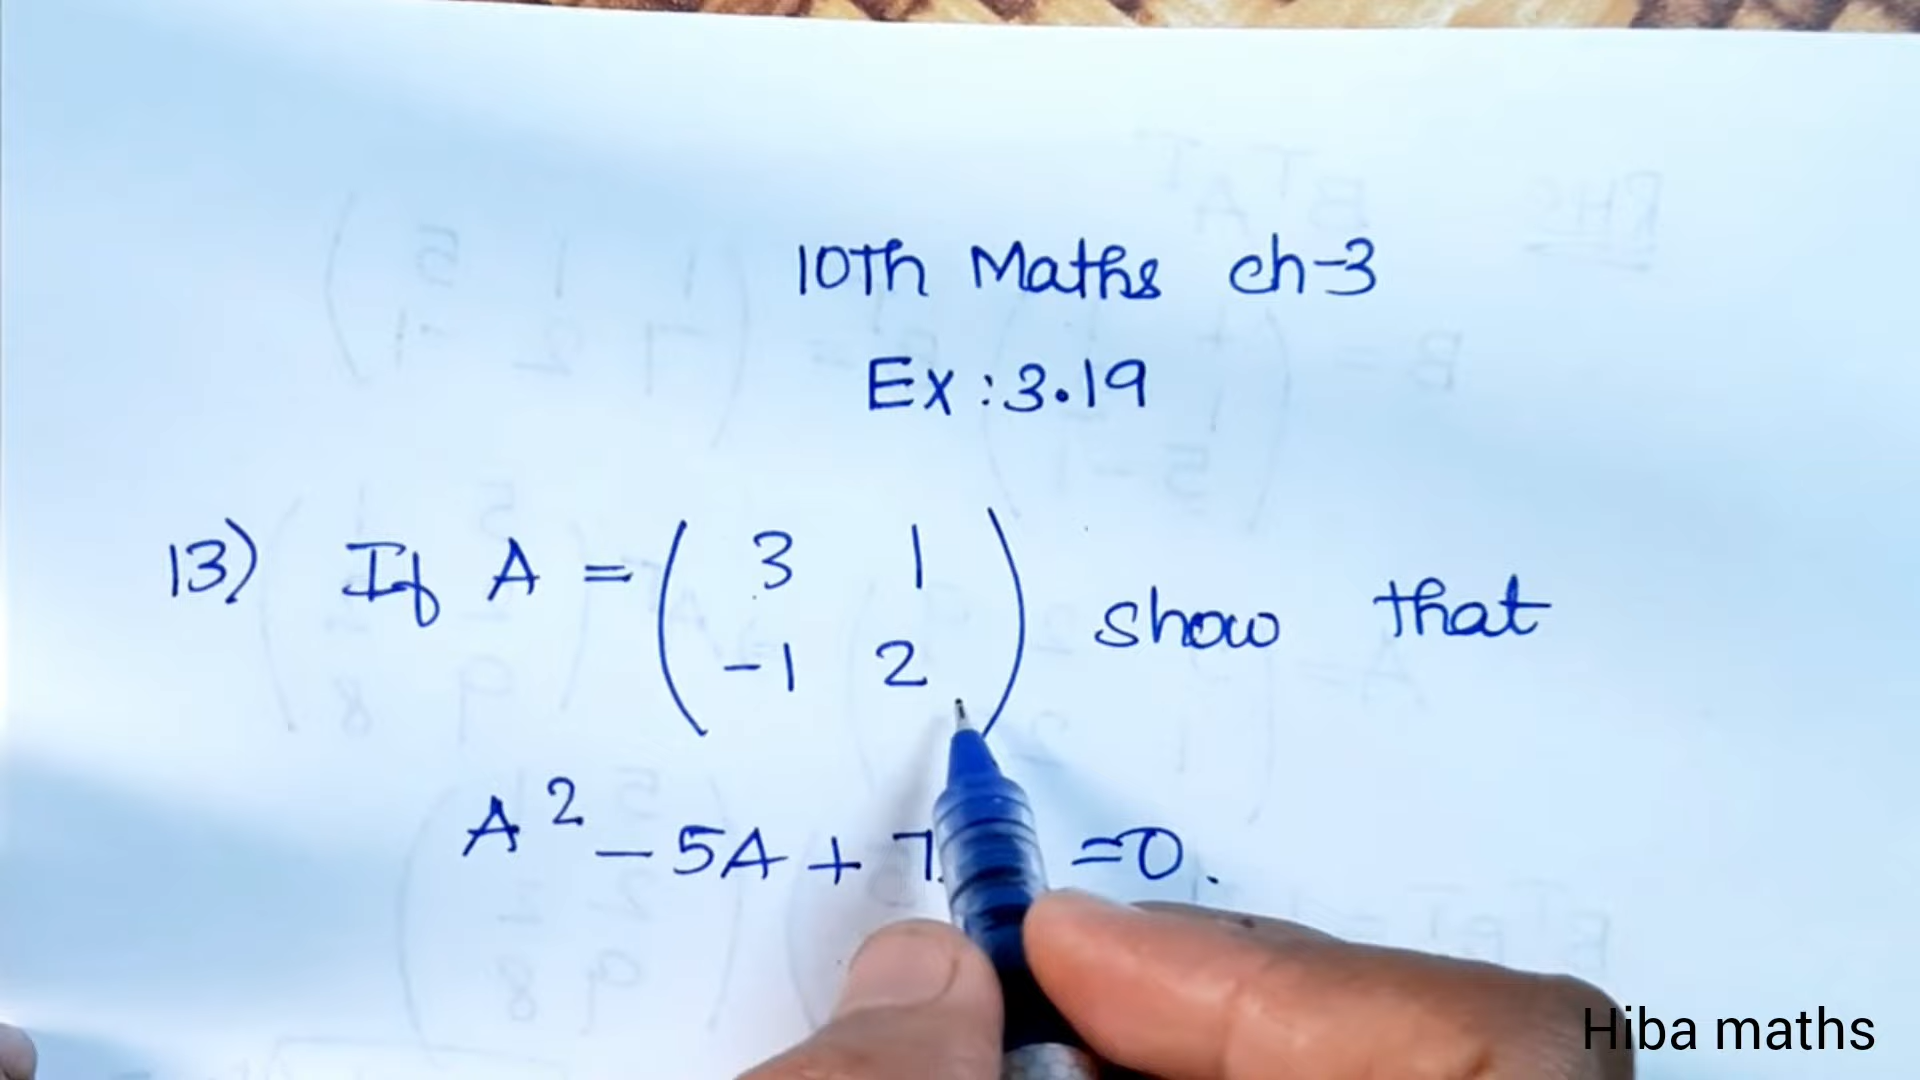 10Th Maths ch-3
Ex : 3.19
13) If A = ( 3 1 ) show that
-1 2
A² - 5A + 7 = 0.
Hiba maths